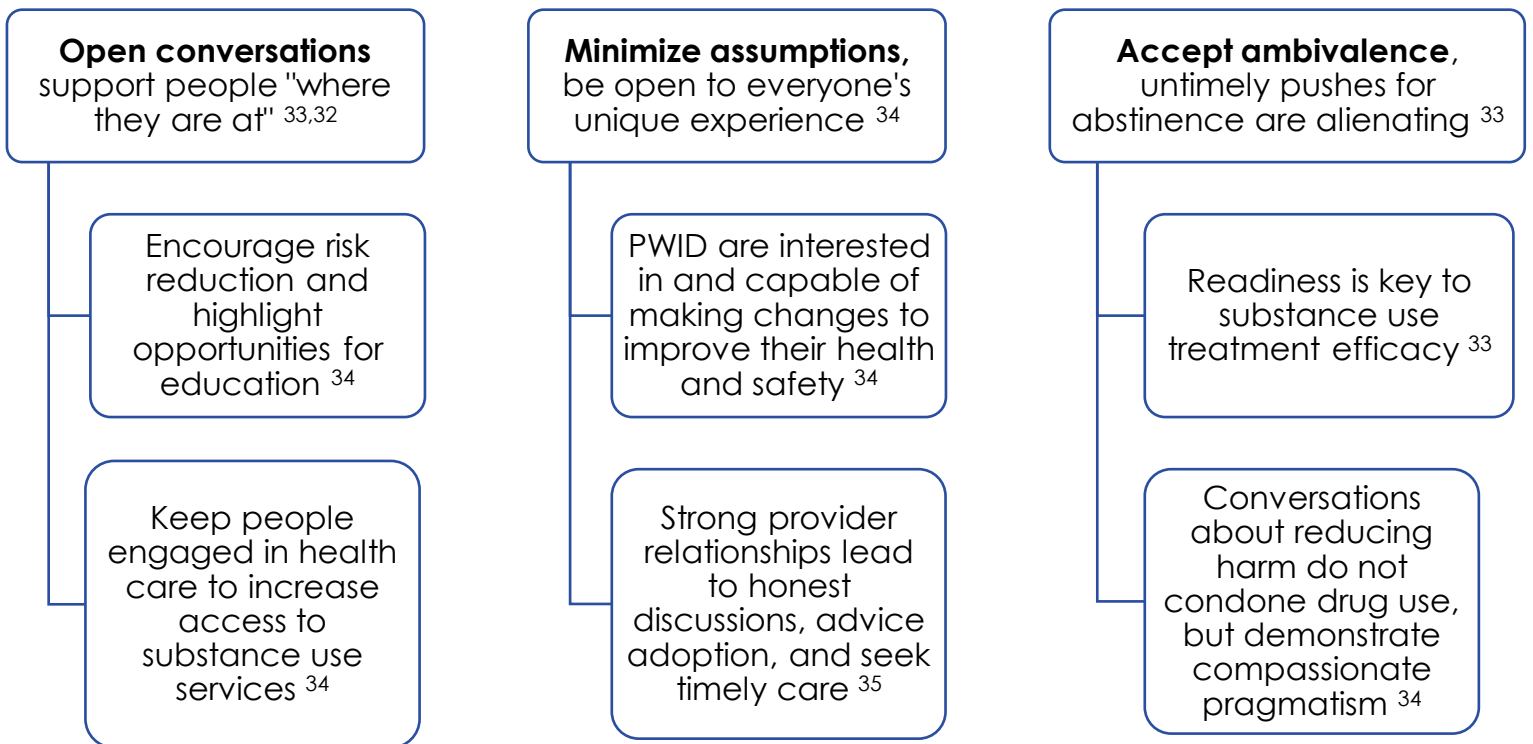 Open conversations
support people "where
they are at" 33,32
Encourage risk
reduction and
highlight
opportunities for
education 34
Keep people
engaged in health
care to increase
access to
substance use
services 34
Minimize assumptions,
be open to everyone's
unique experience 34
PWID are interested
in and capable of
making changes to
improve their health
and safety 34
Strong provider
relationships lead
to honest
discussions, advice
adoption, and seek
timely care 35
Accept ambivalence,
untimely pushes for
abstinence are alienating 33
Readiness is key to
substance use
treatment efficacy 33
Conversations
about reducing
harm do not
condone drug use,
but demonstrate
compassionate
pragmatism 34